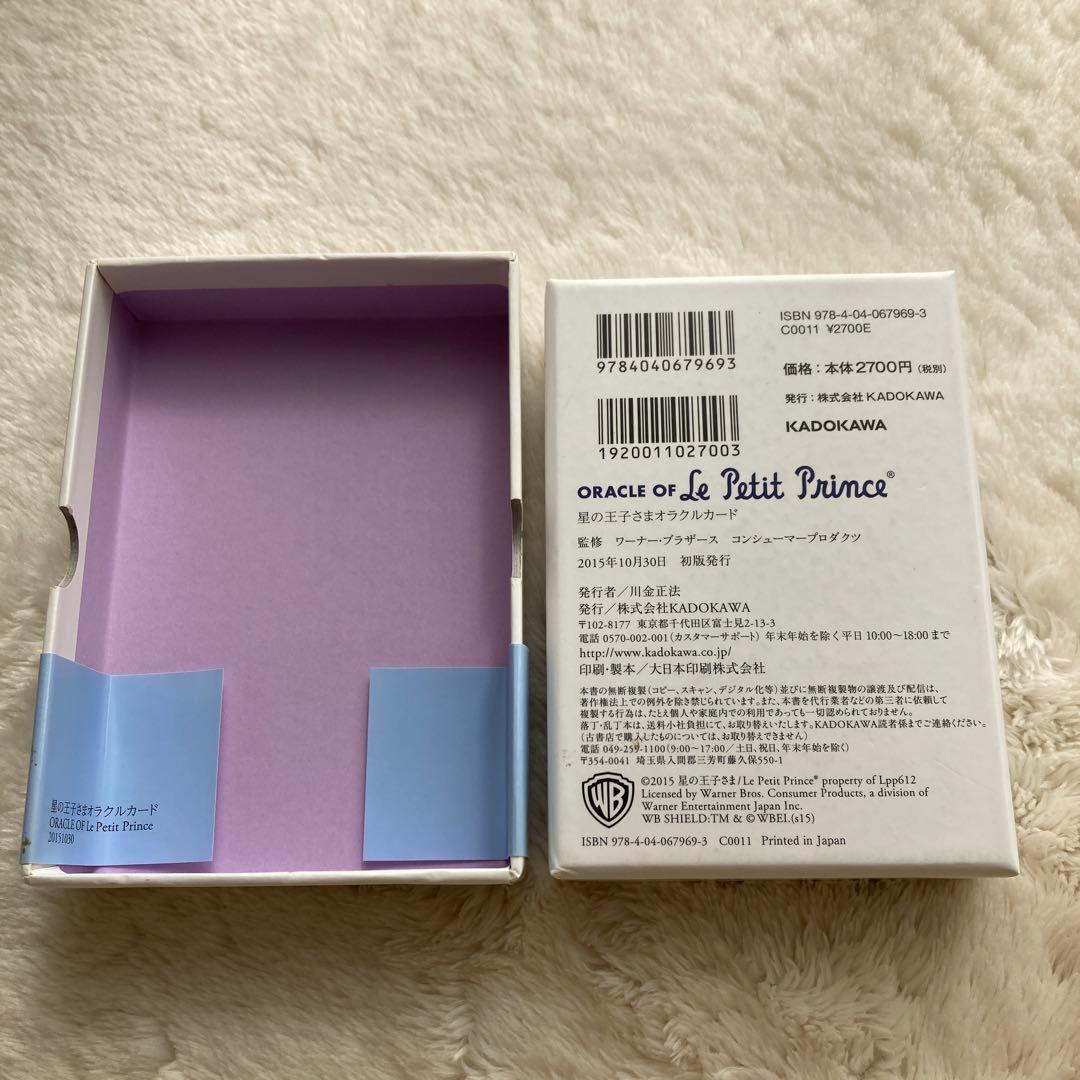 星の王子さまオラクルカード
ORACLE OF Le Petit Prince
20151030
9784040679693
ISBN 978-4-04-067969-3
C0011 ¥2700E
価格：本体2700円（税別）
発行：株式会社 KADOKAWA
1920011027003
KADOKAWA
ORACLE OF Le Petit Prince®
星の王子さまオラクルカード
監修　ワーナー・ブラザース　コンシューマープロダクツ
2015年10月30日　初版発行
発行者／川金正法
発行／株式会社KADOKAWA
〒102-8177　東京都千代田区富士見2-13-3
電話 0570-002-001（カスタマーサポート）年末年始を除く平日 10:00〜18:00 まで
http://www.kadokawa.co.jp/
印刷・製本／大日本印刷株式会社
本書の無断複製（コピー、スキャン、デジタル化等）並びに無断複製物の譲渡及び配信は、
著作権法上での例外を除き禁じられています。また、本書を代行業者などの第三者に依頼して
複製する行為は、たとえ個人や家庭内での利用であっても一切認められておりません。
落丁・乱丁本は、送料小社負担にて、お取り替えいたします。KADOKAWA読者係までご連絡ください。
（古書店で購入したものについては、お取り替えできません）
電話 049-259-1100（9:00〜17:00／土日、祝日、年末年始を除く）
〒354-0041　埼玉県入間郡三芳町藤久保550-1
WB
©2015 星の王子さま/Le Petit Prince® property of Lpp612
Licensed by Warner Bros. Consumer Products, a division of
Warner Entertainment Japan Inc.
WB SHIELD:TM & © WBEI.(s15)
ISBN 978-4-04-067969-3　C0011　Printed in Japan